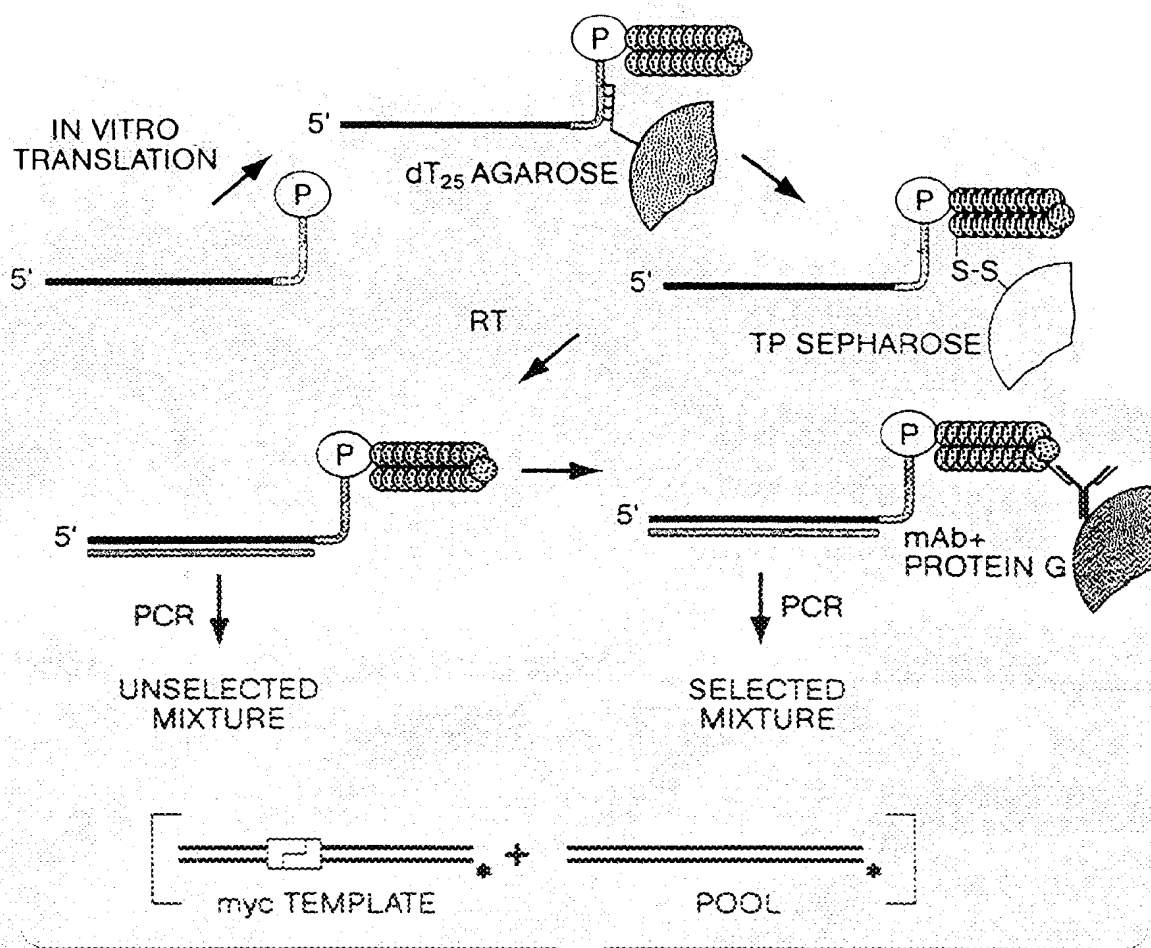 P
5'
IN VITRO
TRANSLATION
dT25 AGAROSE
P
5'
P
S-S
5'
TP SEPHAROSE
RT
P
5'
P
5'
mAb+
PROTEIN G
PCR
PCR
UNSELECTED
MIXTURE
SELECTED
MIXTURE
* + *
myc TEMPLATE
POOL